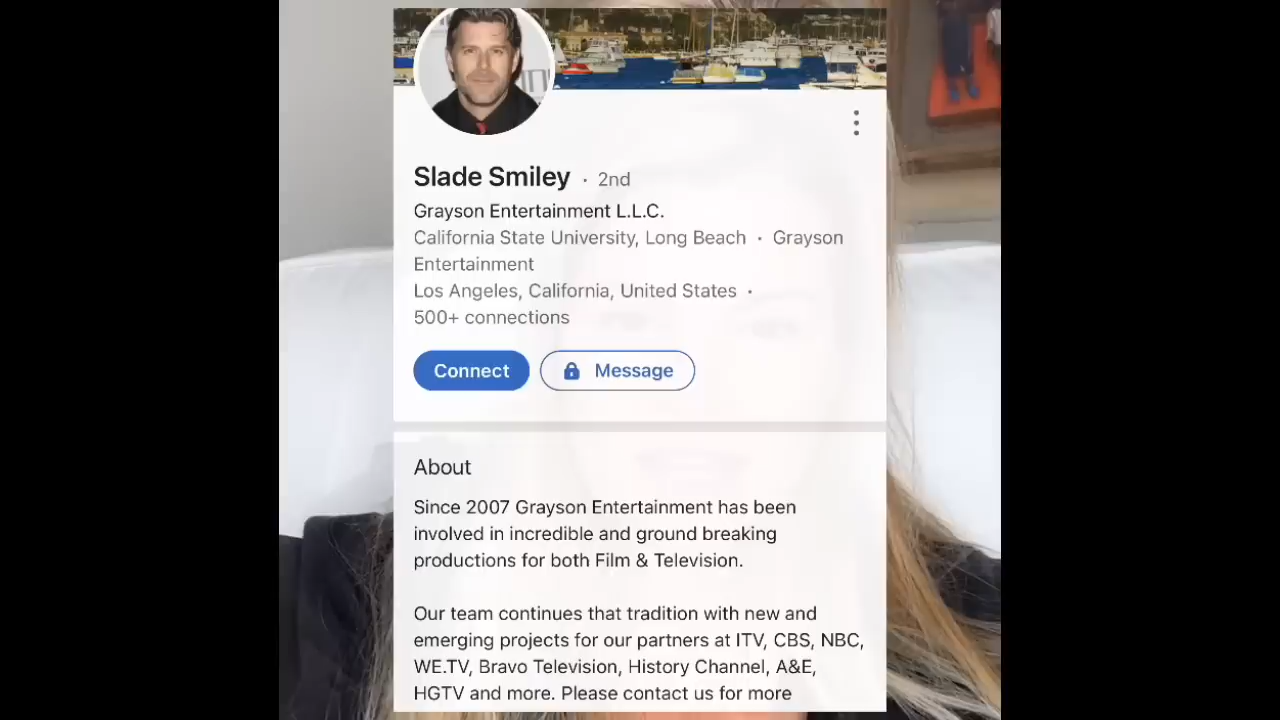 Slade Smiley · 2nd
Grayson Entertainment L.L.C.
California State University, Long Beach · Grayson
Entertainment
Los Angeles, California, United States ·
500+ connections
Connect
Message
About
Since 2007 Grayson Entertainment has been
involved in incredible and ground breaking
productions for both Film & Television.
Our team continues that tradition with new and
emerging projects for our partners at ITV, CBS, NBC,
WE.TV, Bravo Television, History Channel, A&E,
HGTV and more. Please contact us for more